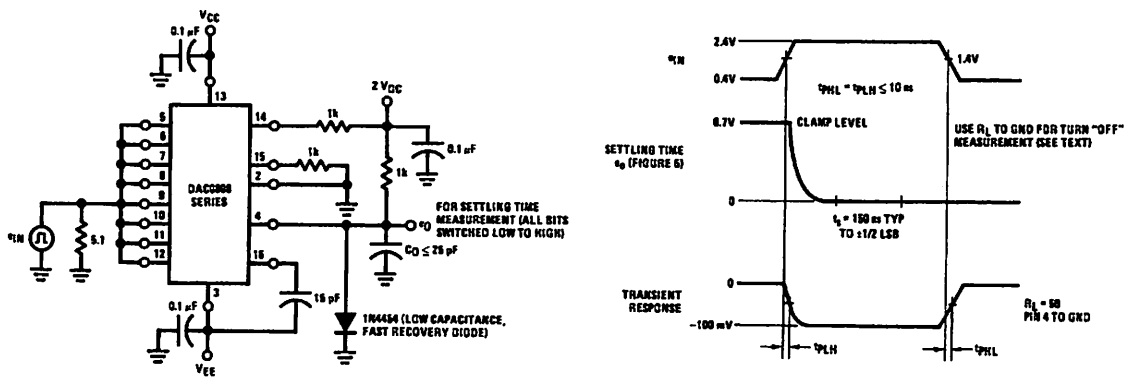 VCC
0.1 µF
13
5
6
7
8
9
10
11
12
14
15
2
4
16
3
DAC0808
SERIES
1k
1k
1k
2 VDC
0.1 µF
eIN
51
eO
FOR SETTLING TIME
MEASUREMENT (ALL BITS
SWITCHED LOW TO HIGH)
CO ≤ 25 pF
15 pF
0.1 µF
VEE
1N4454 (LOW CAPACITANCE,
FAST RECOVERY DIODE)
2.4V
eIN
0.4V
1.4V
tPHL = tPLH ≤ 10 ns
0.7V
CLAMP LEVEL
SETTLING TIME
eO (FIGURE 5)
0
USE RL TO GND FOR TURN "OFF"
MEASUREMENT (SEE TEXT)
tS = 150 ns TYP
TO ±1/2 LSB
0
TRANSIENT
RESPONSE
−100 mV
RL = 50
PIN 4 TO GND
tPLH
tPHL